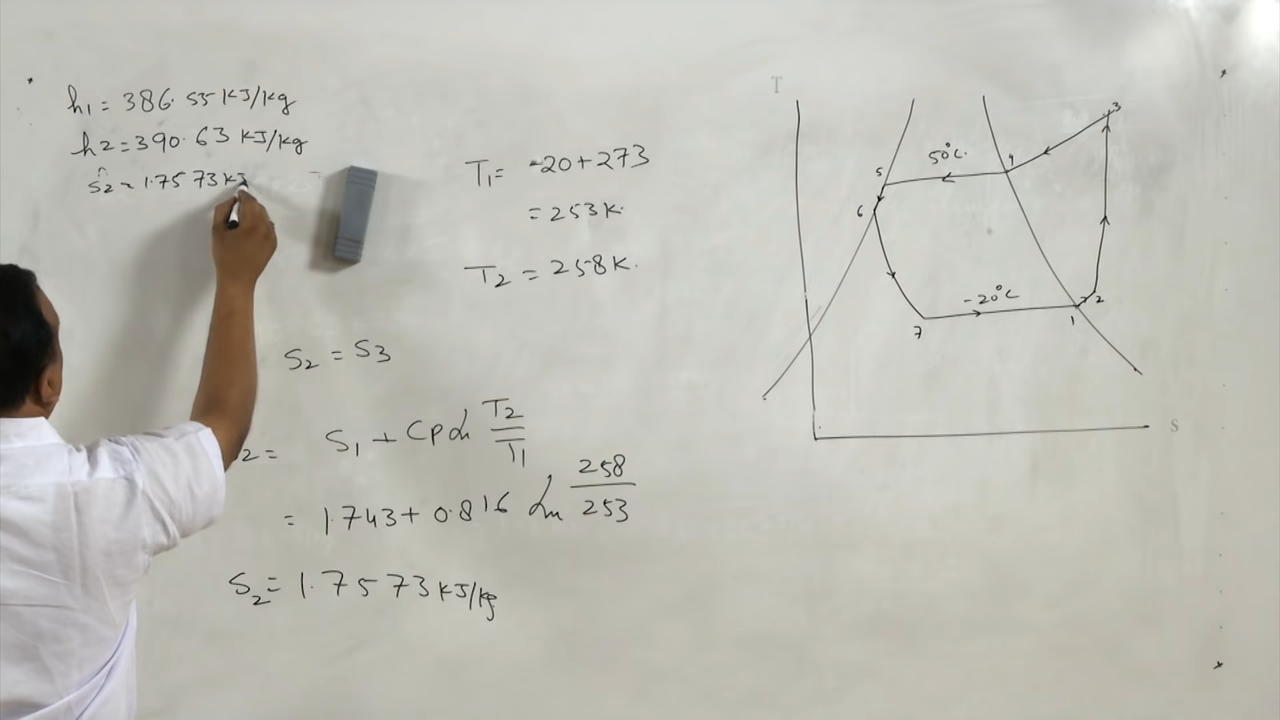 h1 = 386.55 KJ/kg
h2 = 390.63 KJ/kg
S2 = 1.7573 KJ
T1 = -20+273
= 253 K.
T2 = 258 K.
S2 = S3
2 = S1 + Cp ln T2/T1
= 1.743 + 0.816 ln 258/253
S2 = 1.7573 KJ/kg
T
3
50°C.
4
5
6
-20°C
2
1
7
S